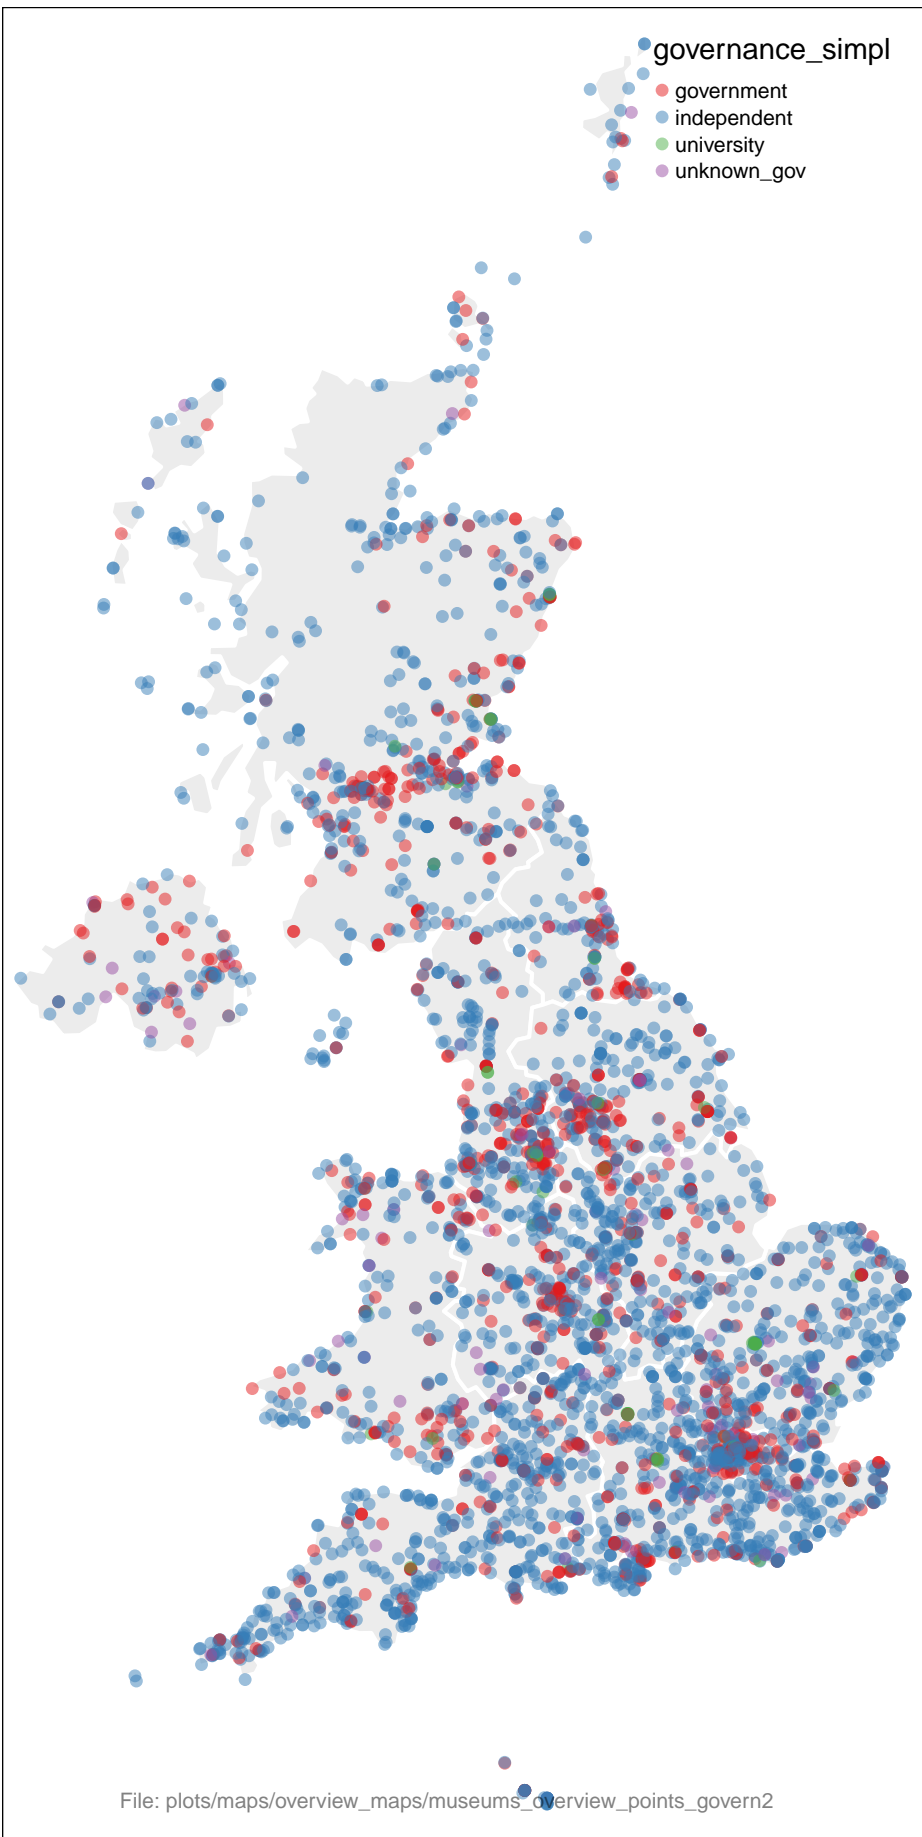 governance_simpl
government
independent
university
unknown_gov
File: plots/maps/overview_maps/museums_overview_points_govern2